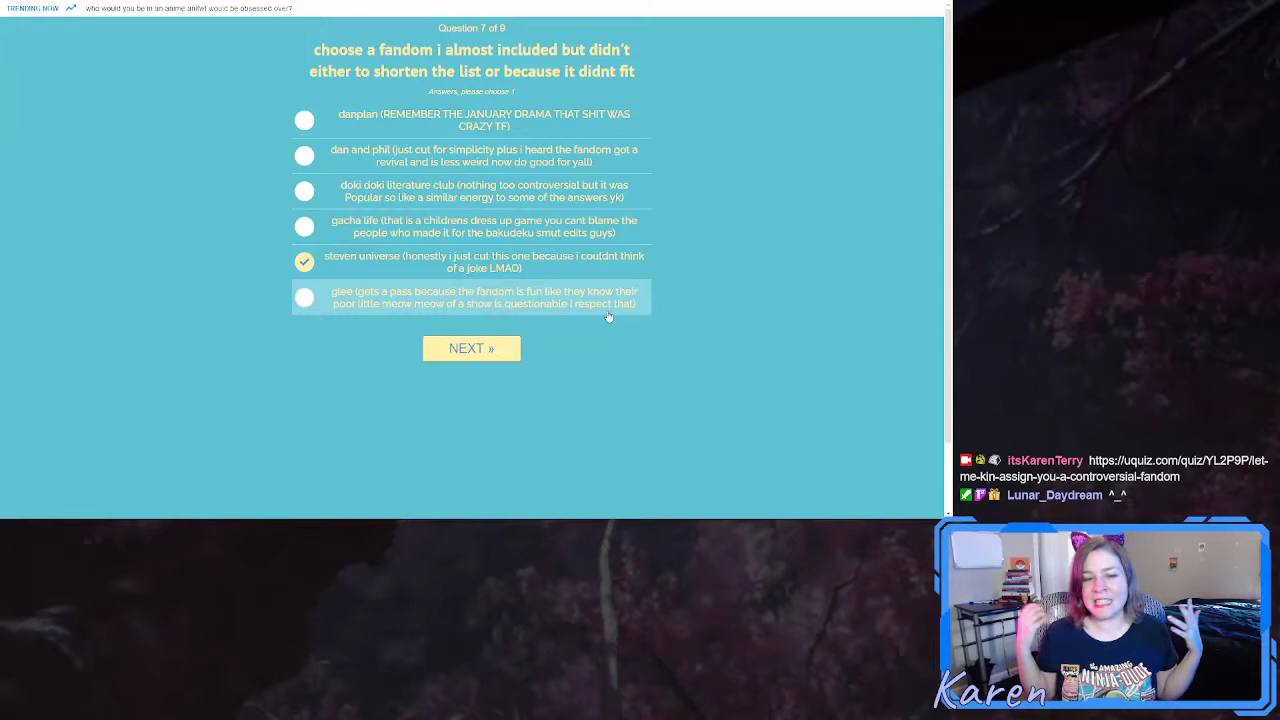 TRENDING NOW who would you be in an anime anitwt would be obsessed over?
Question 7 of 9
choose a fandom i almost included but didn't
either to shorten the list or because it didnt fit
Answers, please choose 1
danplan (REMEMBER THE JANUARY DRAMA THAT SHIT WAS
CRAZY TF)
dan and phil (just cut for simplicity plus i heard the fandom got a
revival and is less weird now do good for yall)
doki doki literature club (nothing too controversial but it was
Popular so like a similar energy to some of the answers yk)
gacha life (that is a childrens dress up game you cant blame the
people who made it for the bakudeku smut edits guys)
steven universe (honestly i just cut this one because i couldnt think
of a joke LMAO)
glee (gets a pass because the fandom is fun like they know their
poor little meow meow of a show is questionable i respect that)
NEXT »
itsKarenTerry https://uquiz.com/quiz/YL2P9P/let-
me-kin-assign-you-a-controversial-fandom
Lunar_Daydream ^_^
THE AMAZING
NINJA-DUDE
Karen